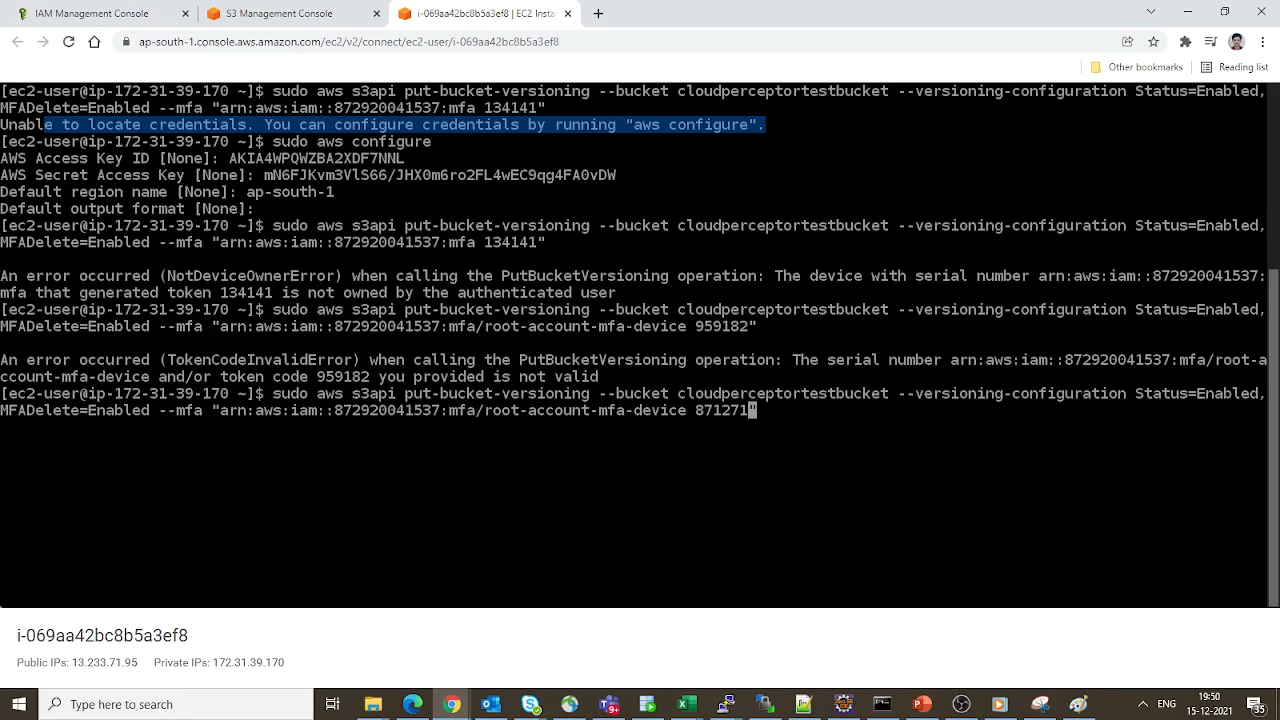 IAM Management Console
S3 Management Console
i-069aa42bc8b5a3ef8 | EC2 Insta
ap-south-1.console.aws.amazon.com/ec2/v2/connect/ec2-user/i-069aa42bc8b5a3ef8
Other bookmarks
Reading list
[ec2-user@ip-172-31-39-170 ~]$ sudo aws s3api put-bucket-versioning --bucket cloudperceptortestbucket --versioning-configuration Status=Enabled,
MFADelete=Enabled --mfa "arn:aws:iam::872920041537:mfa 134141"
Unable to locate credentials. You can configure credentials by running "aws configure".
[ec2-user@ip-172-31-39-170 ~]$ sudo aws configure
AWS Access Key ID [None]: AKIA4WPQWZBA2XDF7NNL
AWS Secret Access Key [None]: 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
Default region name [None]: ap-south-1
Default output format [None]:
[ec2-user@ip-172-31-39-170 ~]$ sudo aws s3api put-bucket-versioning --bucket cloudperceptortestbucket --versioning-configuration Status=Enabled,
MFADelete=Enabled --mfa "arn:aws:iam::872920041537:mfa 134141"
An error occurred (NotDeviceOwnerError) when calling the PutBucketVersioning operation: The device with serial number arn:aws:iam::872920041537:
mfa that generated token 134141 is not owned by the authenticated user
[ec2-user@ip-172-31-39-170 ~]$ sudo aws s3api put-bucket-versioning --bucket cloudperceptortestbucket --versioning-configuration Status=Enabled,
MFADelete=Enabled --mfa "arn:aws:iam::872920041537:mfa/root-account-mfa-device 959182"
An error occurred (TokenCodeInvalidError) when calling the PutBucketVersioning operation: The serial number arn:aws:iam::872920041537:mfa/root-a
ccount-mfa-device and/or token code 959182 you provided is not valid
[ec2-user@ip-172-31-39-170 ~]$ sudo aws s3api put-bucket-versioning --bucket cloudperceptortestbucket --versioning-configuration Status=Enabled,
MFADelete=Enabled --mfa "arn:aws:iam::872920041537:mfa/root-account-mfa-device 871271"
i-069aa42bc8b5a3ef8
Public IPs: 13.233.71.95 Private IPs: 172.31.39.170
Type here to search
ENG
19:50
15-12-2021